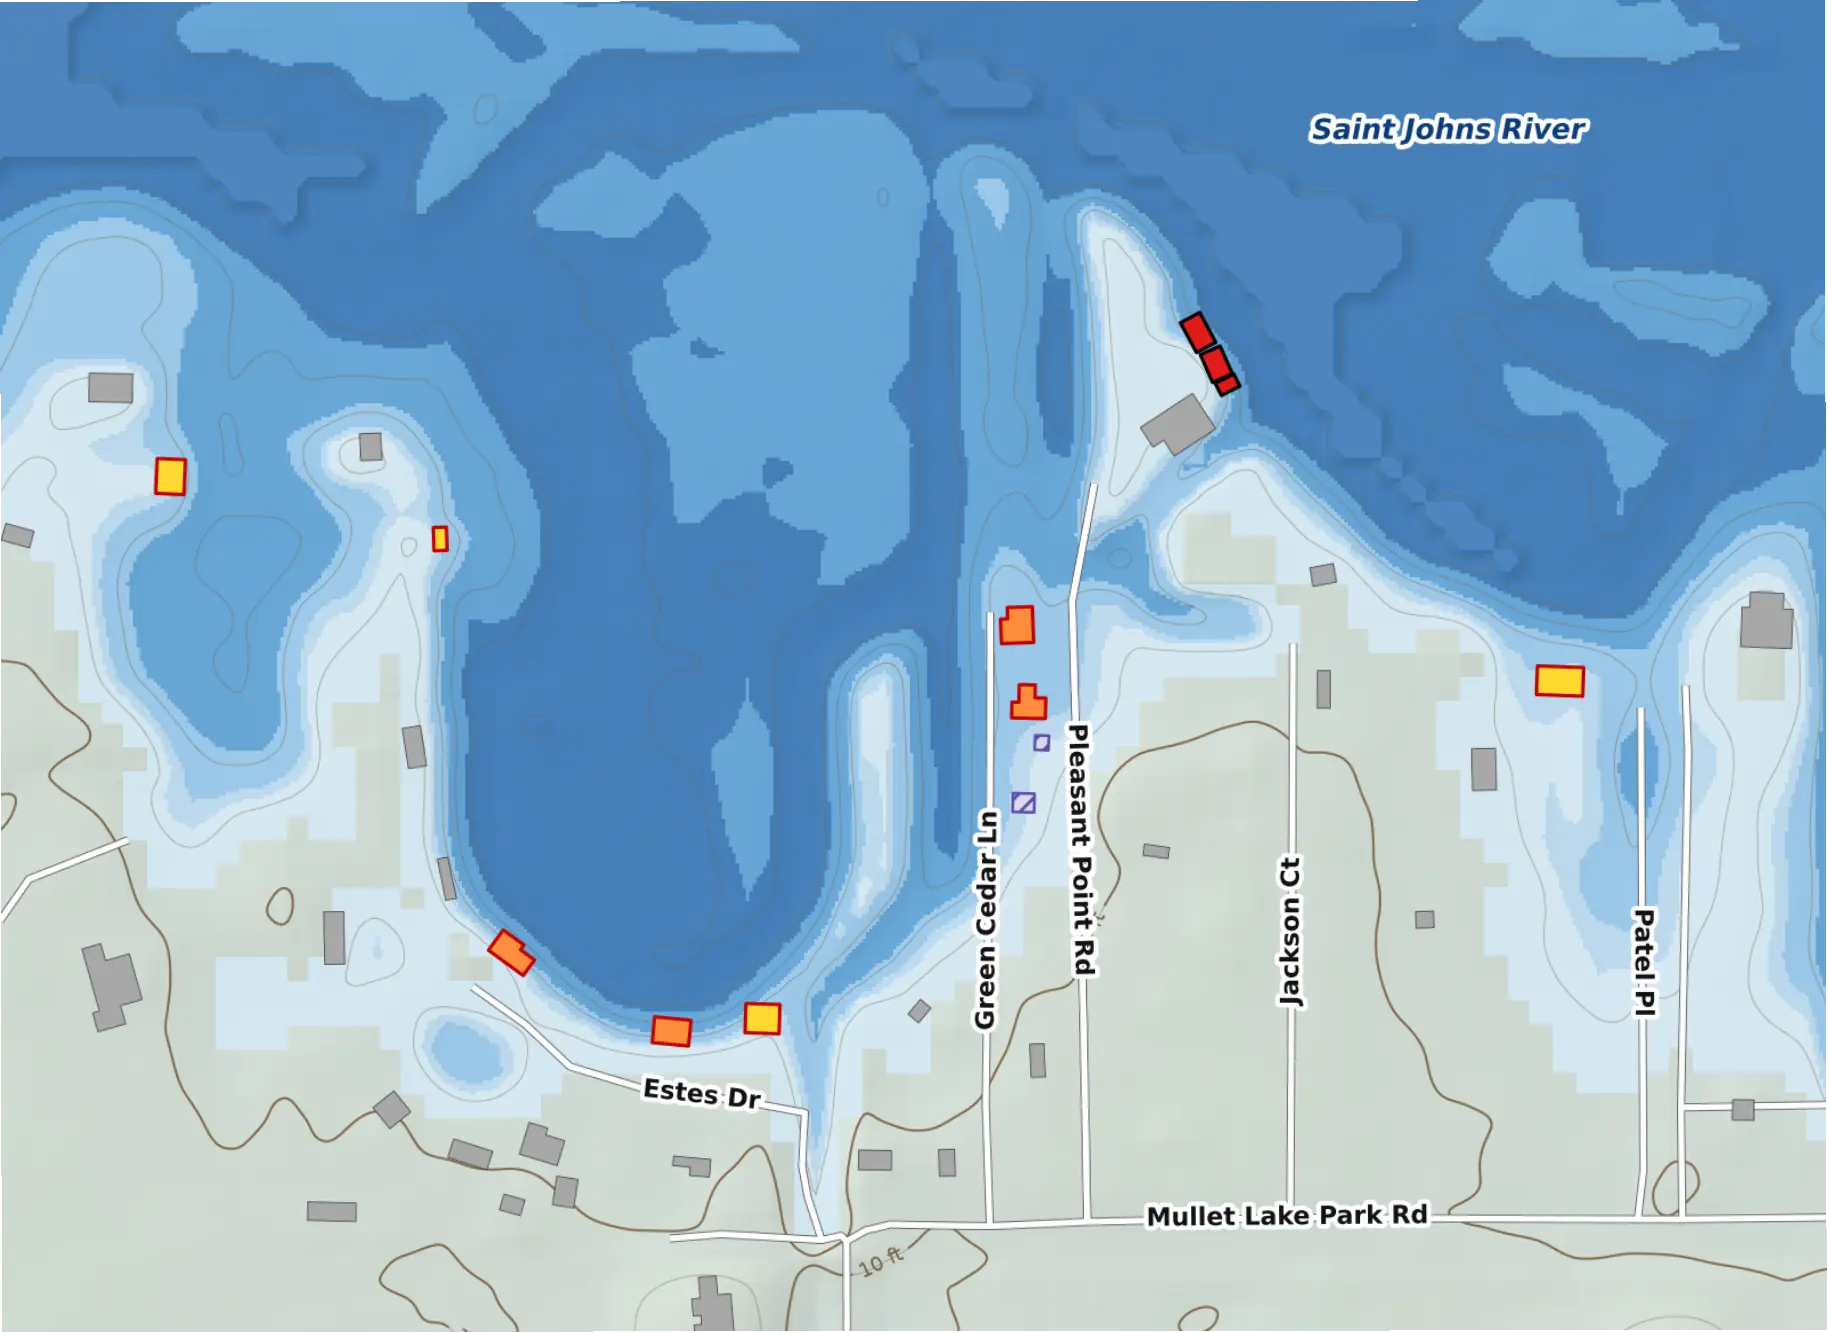 Saint Johns River
Green Cedar Ln
Pleasant Point Rd
Jackson Ct
Patel Pl
Estes Dr
Mullet Lake Park Rd
10 ft